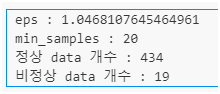 eps : 1.0468107645464961
min_samples : 20
정상 data 개수 : 434
비정상 data 개수 : 19